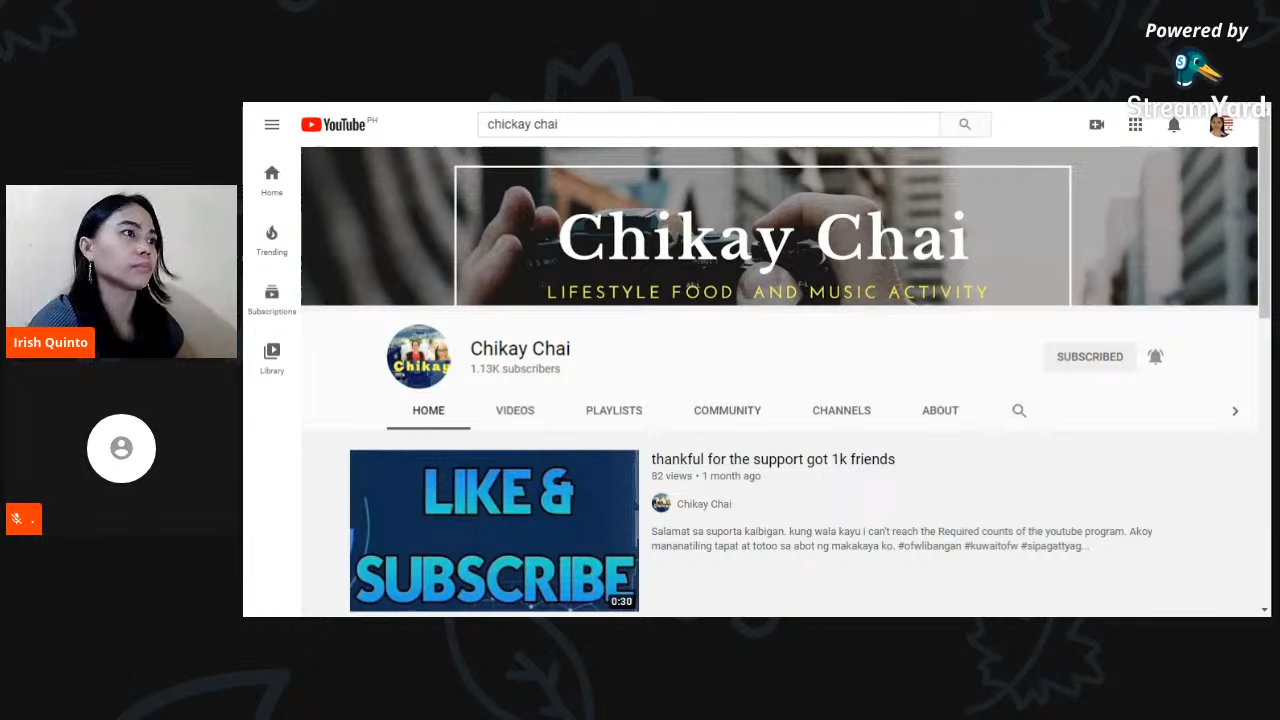 Powered by
StreamYard
YouTube PH
chickay chai
Home
Trending
Subscriptions
Library
Chikay Chai
LIFESTYLE FOOD AND MUSIC ACTIVITY
Chikay
Chikay Chai
1.13K subscribers
SUBSCRIBED
HOME
VIDEOS
PLAYLISTS
COMMUNITY
CHANNELS
ABOUT
LIKE &
SUBSCRIBE
0:30
thankful for the support got 1k friends
82 views • 1 month ago
Chikay Chai
Salamat sa suporta kaibigan. kung wala kayu i can't reach the Required counts of the youtube program. Akoy
mananatiling tapat at totoo sa abot ng makakaya ko. #ofwlibangan #kuwaitofw #sipagattyag...
Irish Quinto
.